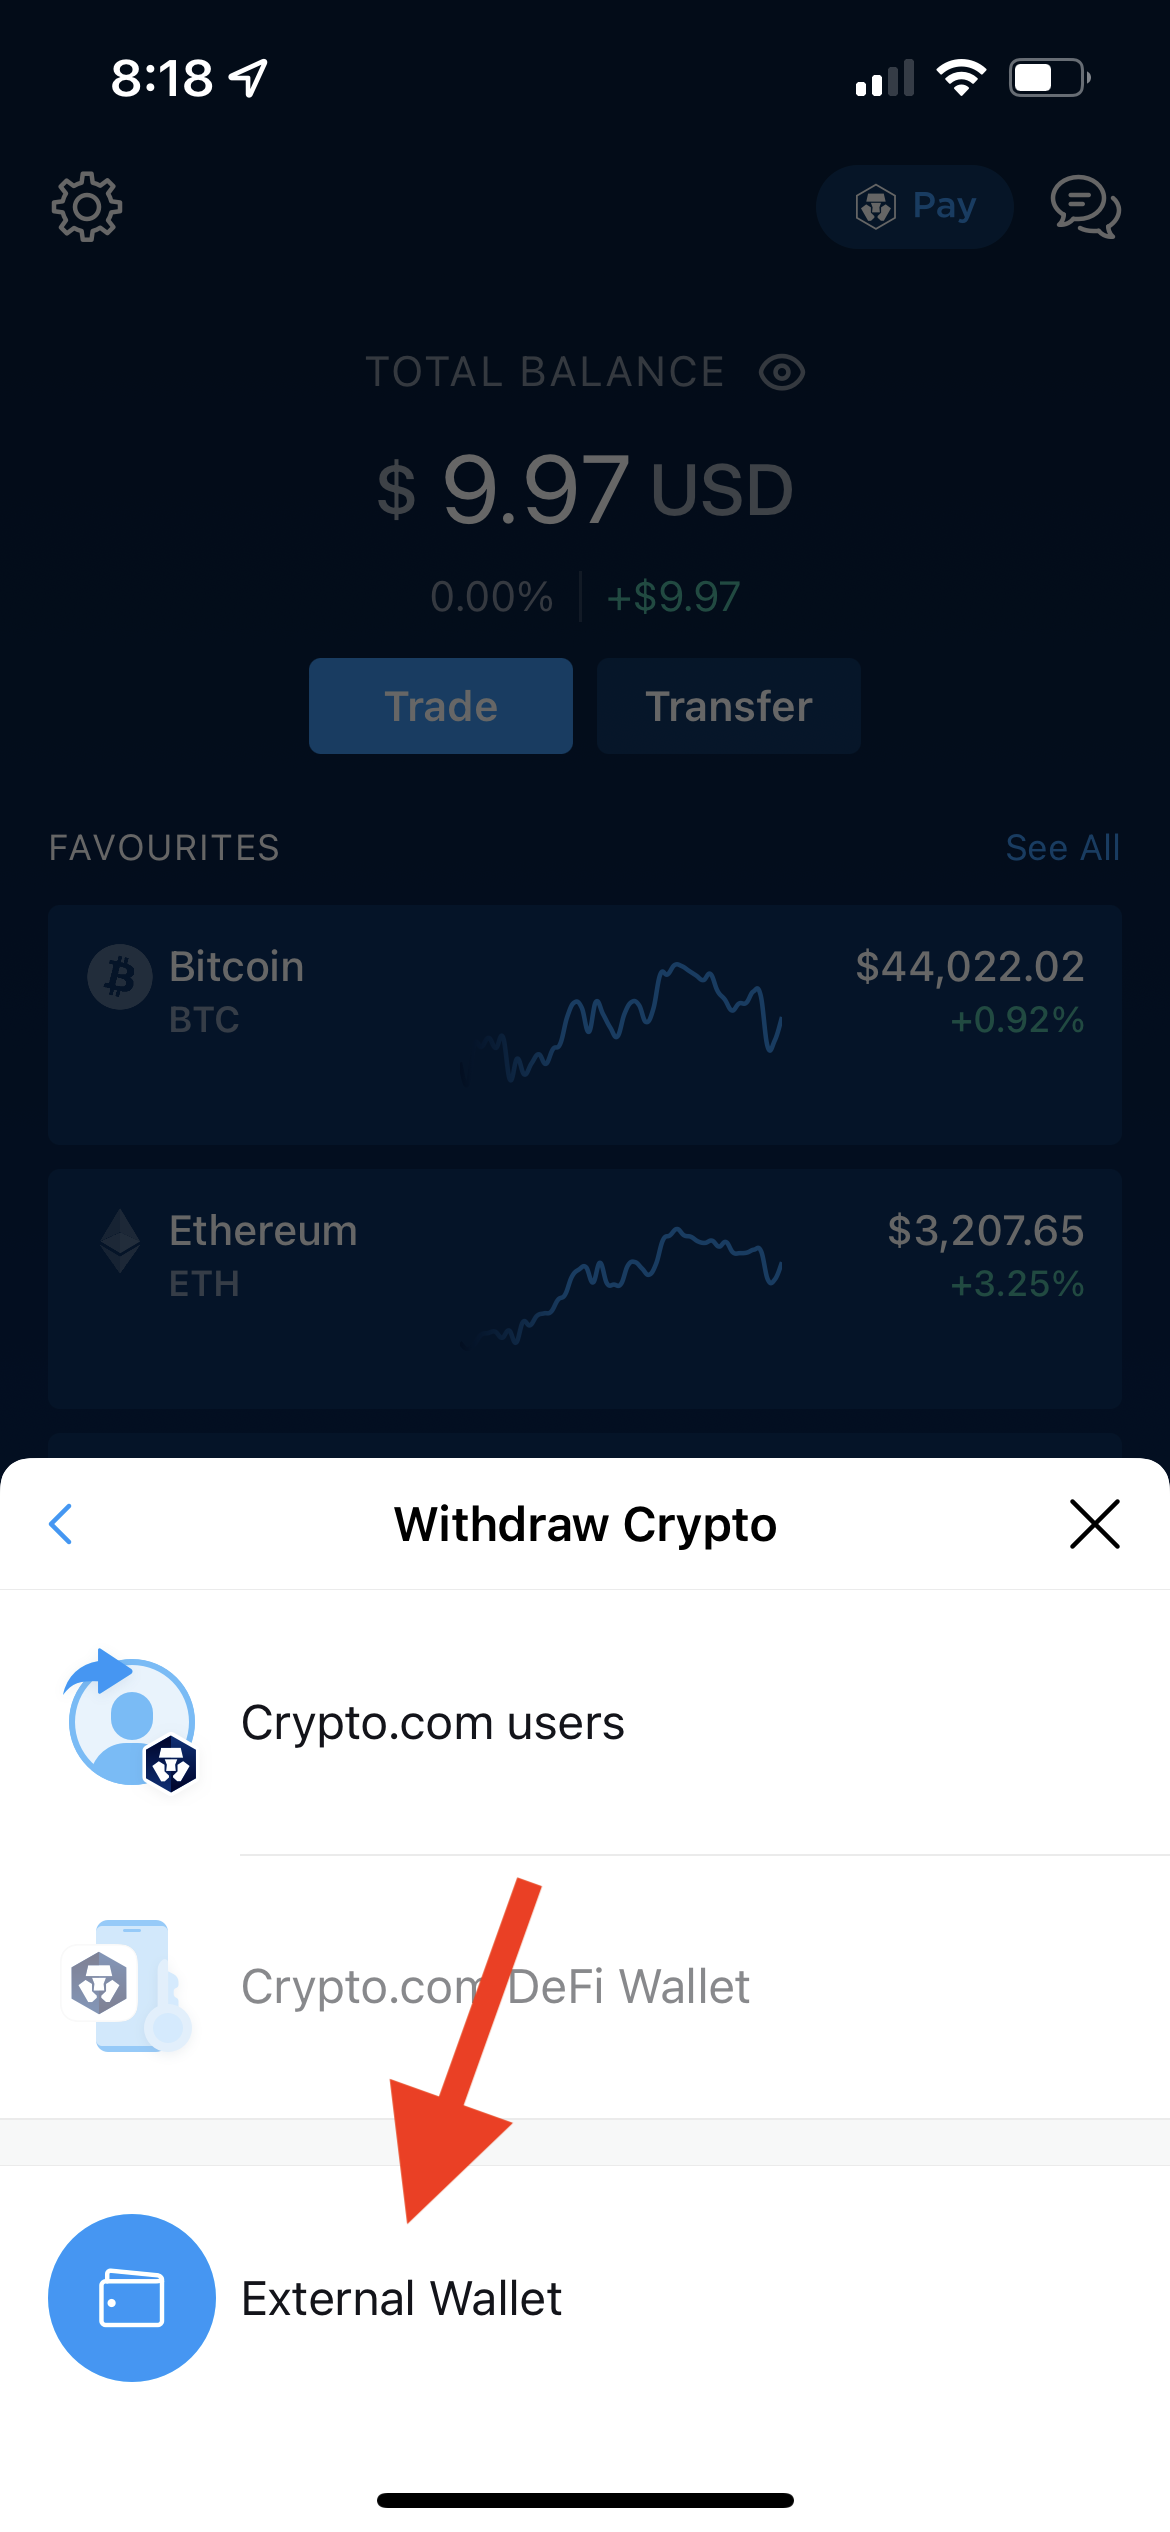 8:18
Pay
TOTAL BALANCE
$ 9.97 USD
0.00% +$9.97
Trade Transfer
FAVOURITES See All
Bitcoin $44,022.02
BTC +0.92%
Ethereum $3,207.65
ETH +3.25%
Withdraw Crypto
Crypto.com users
Crypto.com DeFi Wallet
External Wallet